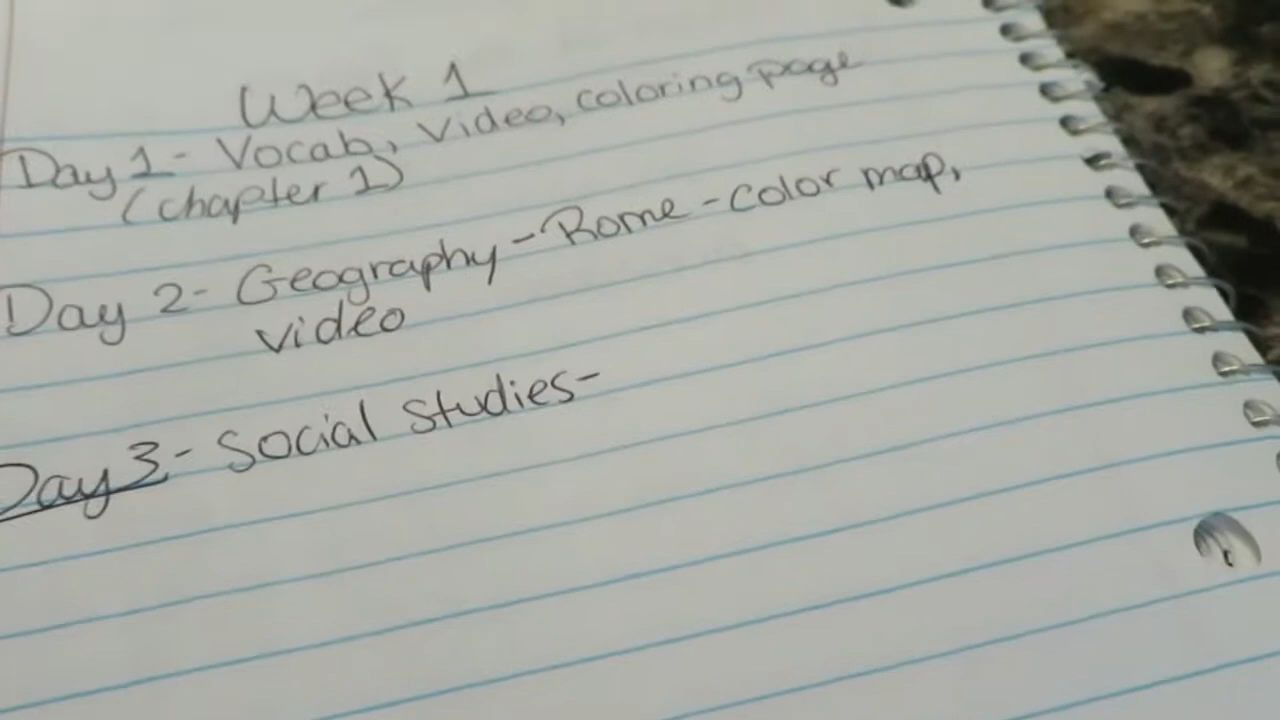 Week 1
Day 1- Vocab, Video, coloring page
(chapter 1)
Day 2- Geography-Rome-color map,
video
Day 3- Social Studies-